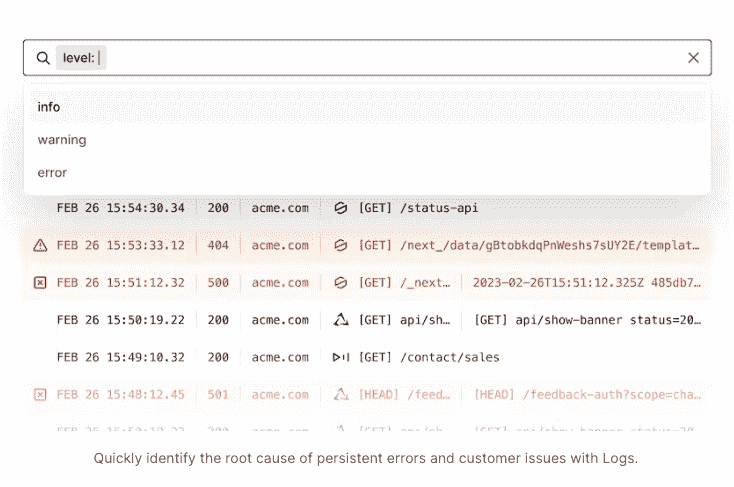 level:
info
warning
error
FEB 26 15:54:30.34 200 acme.com [GET] /status-api
FEB 26 15:53:33.12 404 acme.com [GET] /next_/data/gBtobkdqPnWeshs7sUY2E/templat…
FEB 26 15:51:12.32 500 acme.com [GET] /_next… 2023-02-26T15:51:12.325Z 485db7…
FEB 26 15:50:19.22 200 acme.com [GET] api/sh… [GET] api/show-banner status=20…
FEB 26 15:49:10.32 200 acme.com [GET] /contact/sales
FEB 26 15:48:12.45 501 acme.com [HEAD] /feed… [HEAD] /feedback-auth?scope=cha…
Quickly identify the root cause of persistent errors and customer issues with Logs.